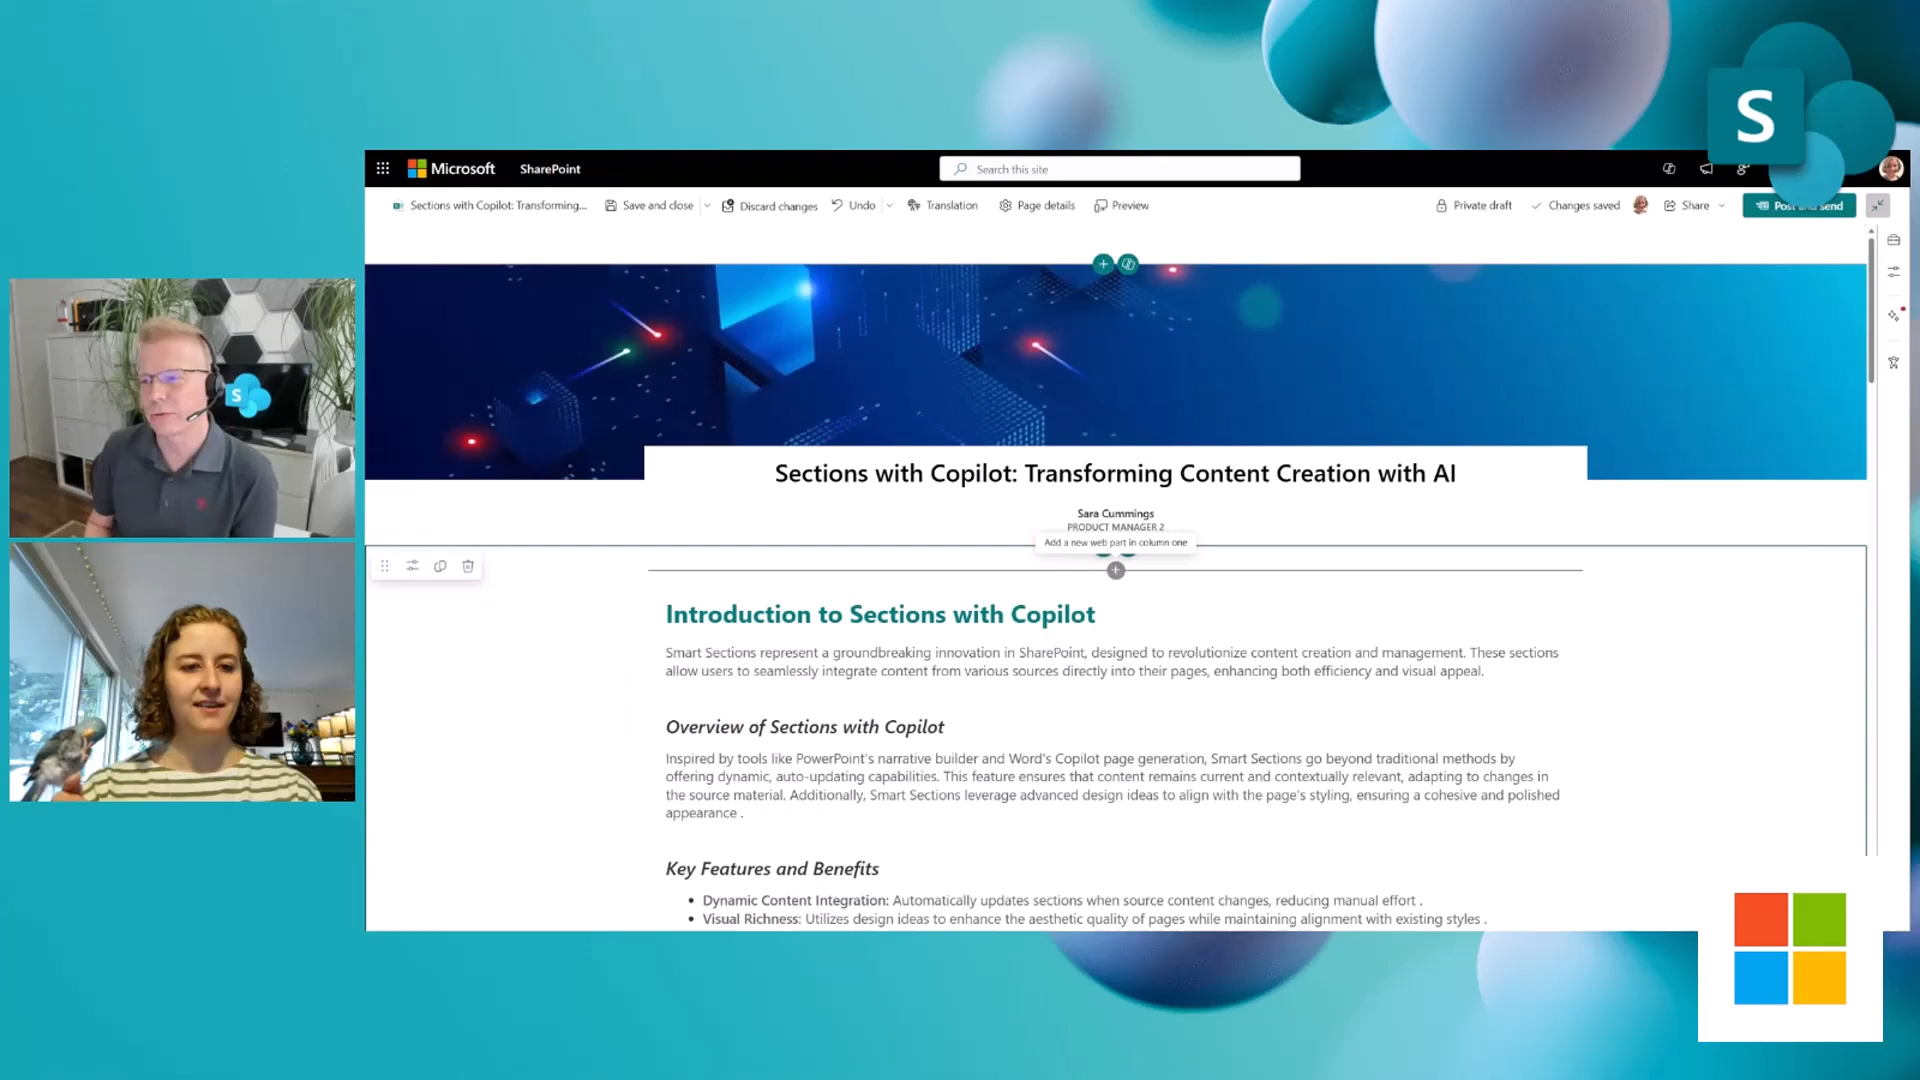 S
Microsoft SharePoint Search this site
Sections with Copilot: Transforming... Save and close Discard changes Undo Translation Page details Preview Private draft Changes saved Share Post and send
S
Sections with Copilot: Transforming Content Creation with AI
Sara Cummings
PRODUCT MANAGER 2
Add a new web part in column one
Introduction to Sections with Copilot
Smart Sections represent a groundbreaking innovation in SharePoint, designed to revolutionize content creation and management. These sections
allow users to seamlessly integrate content from various sources directly into their pages, enhancing both efficiency and visual appeal.
Overview of Sections with Copilot
Inspired by tools like PowerPoint's narrative builder and Word's Copilot page generation, Smart Sections go beyond traditional methods by
offering dynamic, auto-updating capabilities. This feature ensures that content remains current and contextually relevant, adapting to changes in
the source material. Additionally, Smart Sections leverage advanced design ideas to align with the page's styling, ensuring a cohesive and polished
appearance .
Key Features and Benefits
• Dynamic Content Integration: Automatically updates sections when source content changes, reducing manual effort .
• Visual Richness: Utilizes design ideas to enhance the aesthetic quality of pages while maintaining alignment with existing styles .